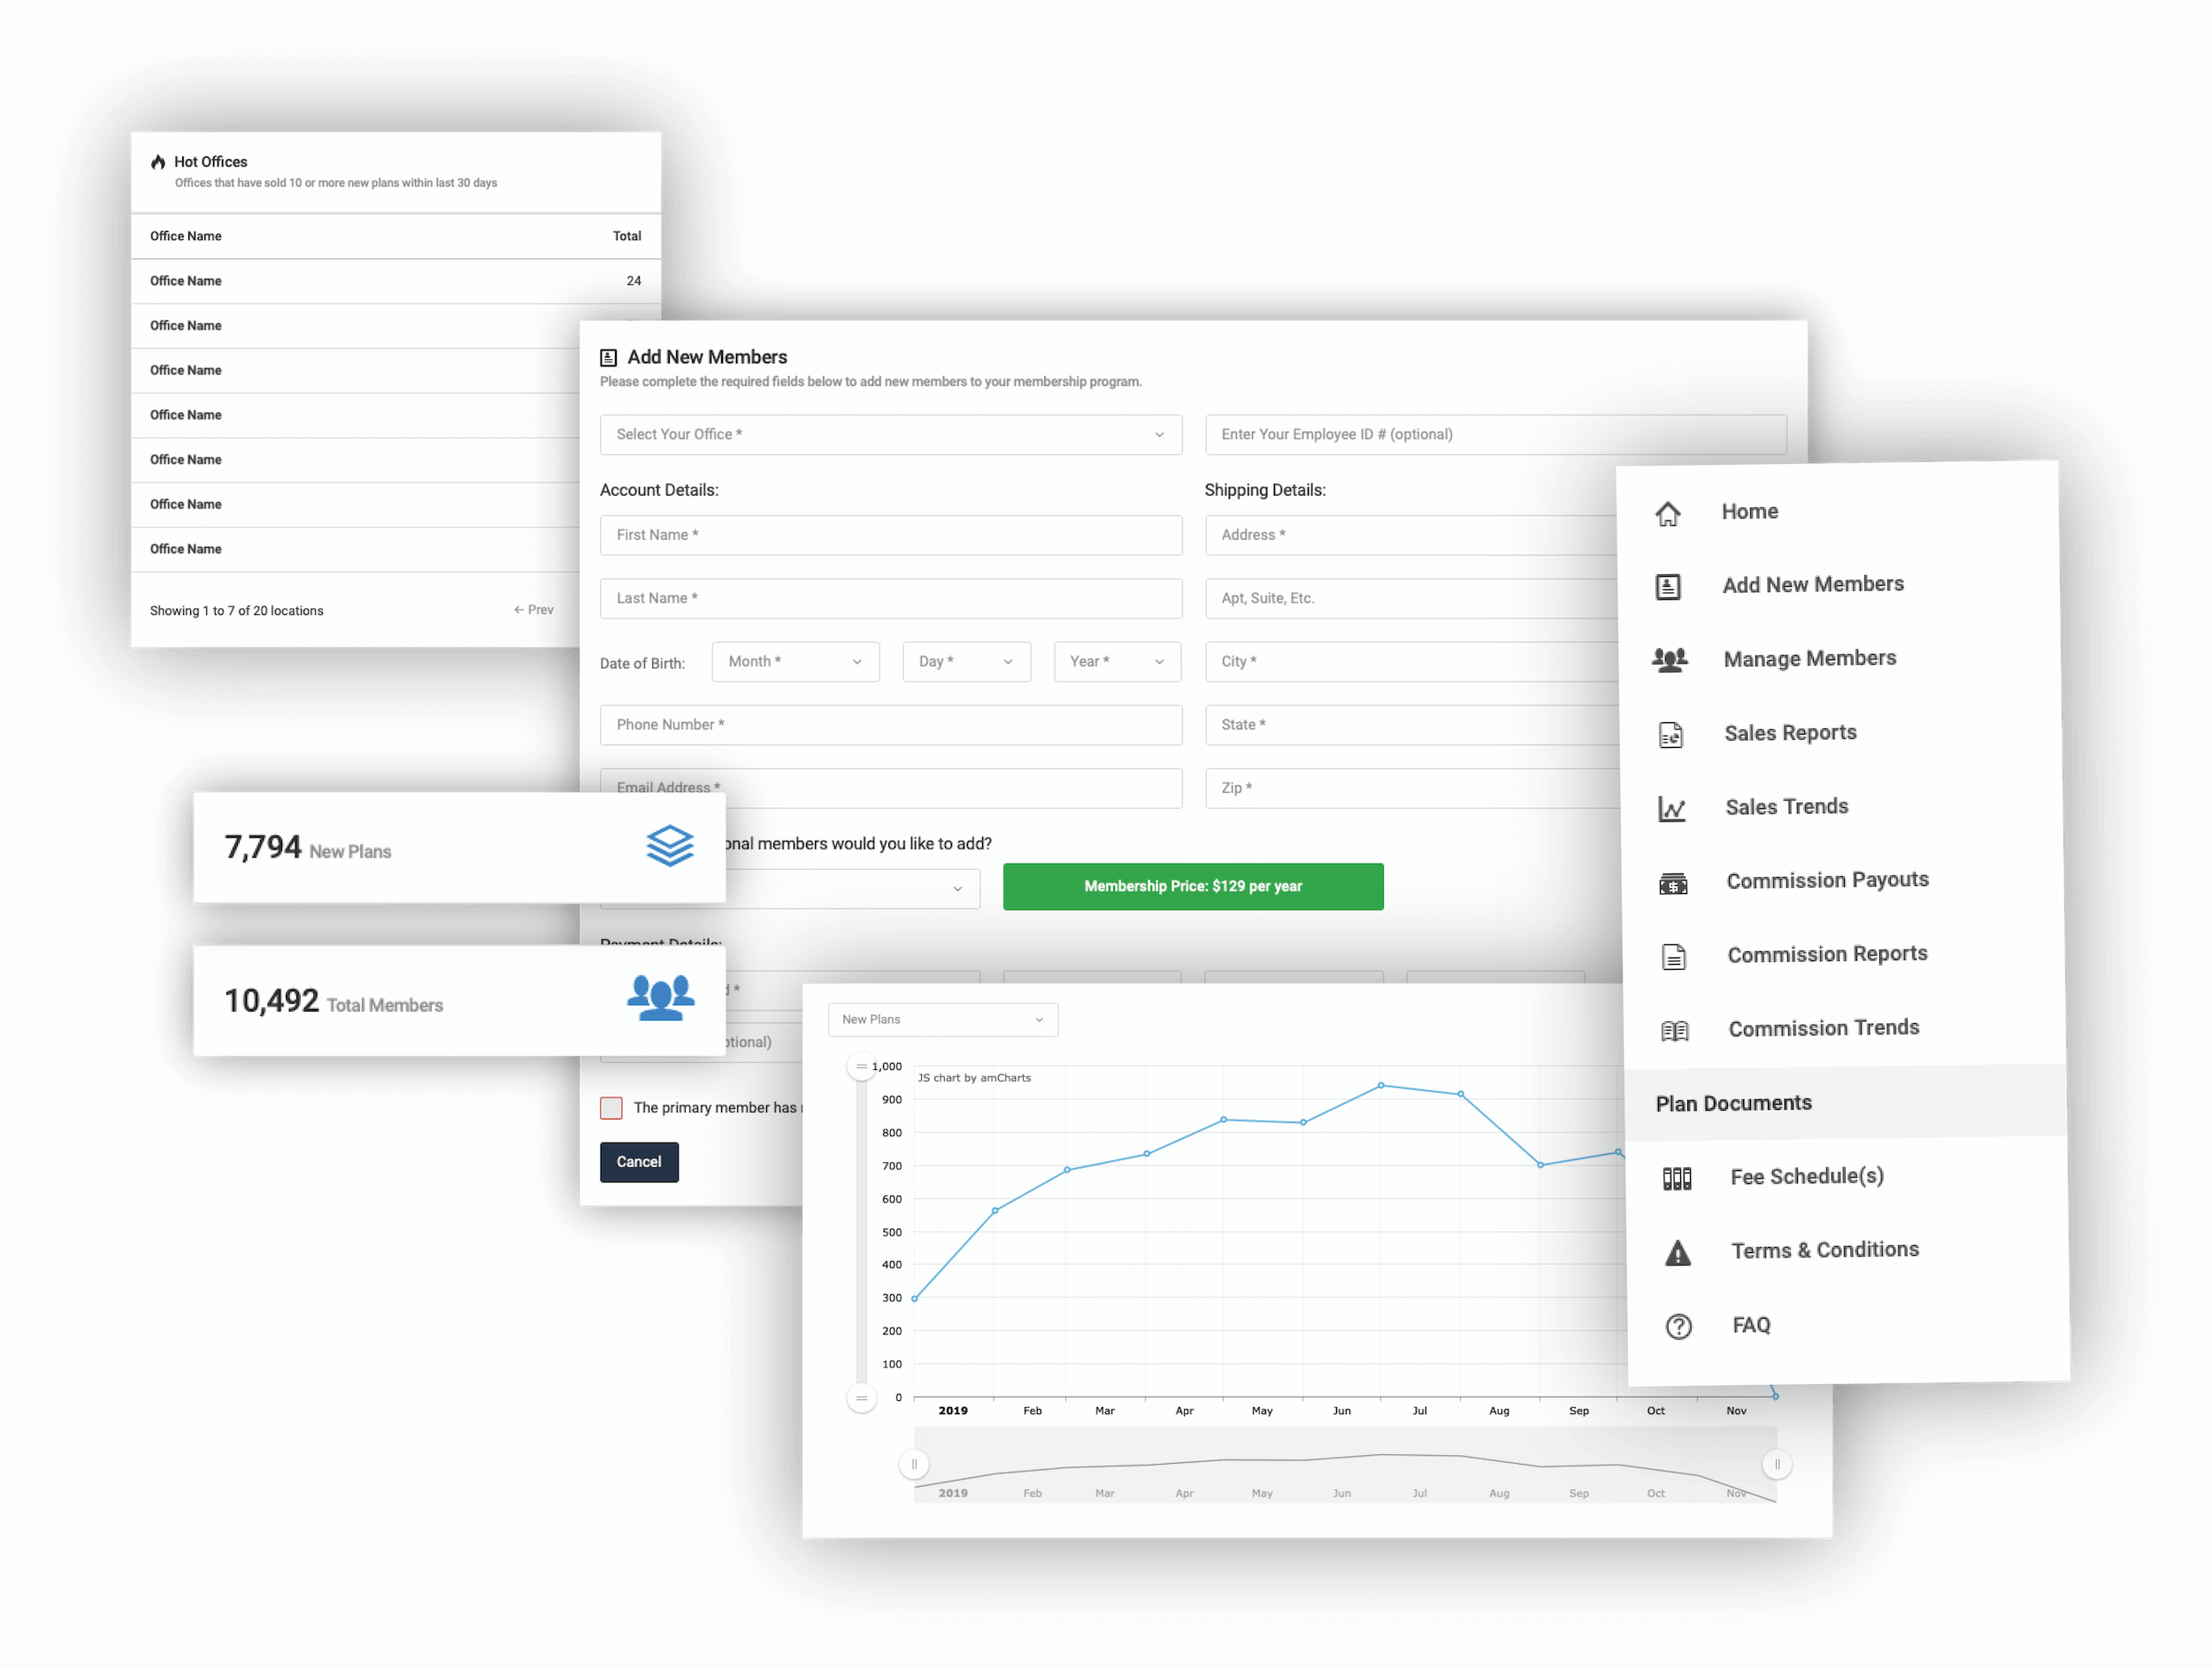 Hot Offices
Offices that have sold 10 or more new plans within last 30 days
Office Name Total
Office Name 24
Office Name
Office Name
Office Name
Office Name
Office Name
Office Name
Showing 1 to 7 of 20 locations ← Prev
Add New Members
Please complete the required fields below to add new members to your membership program.
Select Your Office * Enter Your Employee ID # (optional)
Account Details: Shipping Details:
First Name * Address *
Last Name * Apt, Suite, Etc.
Date of Birth: Month * Day * Year * City *
Phone Number * State *
Email Address * Zip *
members would you like to add?
Membership Price: $129 per year
Payment Details:
The primary member has
Cancel
7,794 New Plans
10,492 Total Members
New Plans
JS chart by amCharts
1,000
900
800
700
600
500
400
300
200
100
0
2019 Feb Mar Apr May Jun Jul Aug Sep Oct Nov
2019 Feb Mar Apr May Jun Jul Aug Sep Oct Nov
Home
Add New Members
Manage Members
Sales Reports
Sales Trends
Commission Payouts
Commission Reports
Commission Trends
Plan Documents
Fee Schedule(s)
Terms & Conditions
FAQ